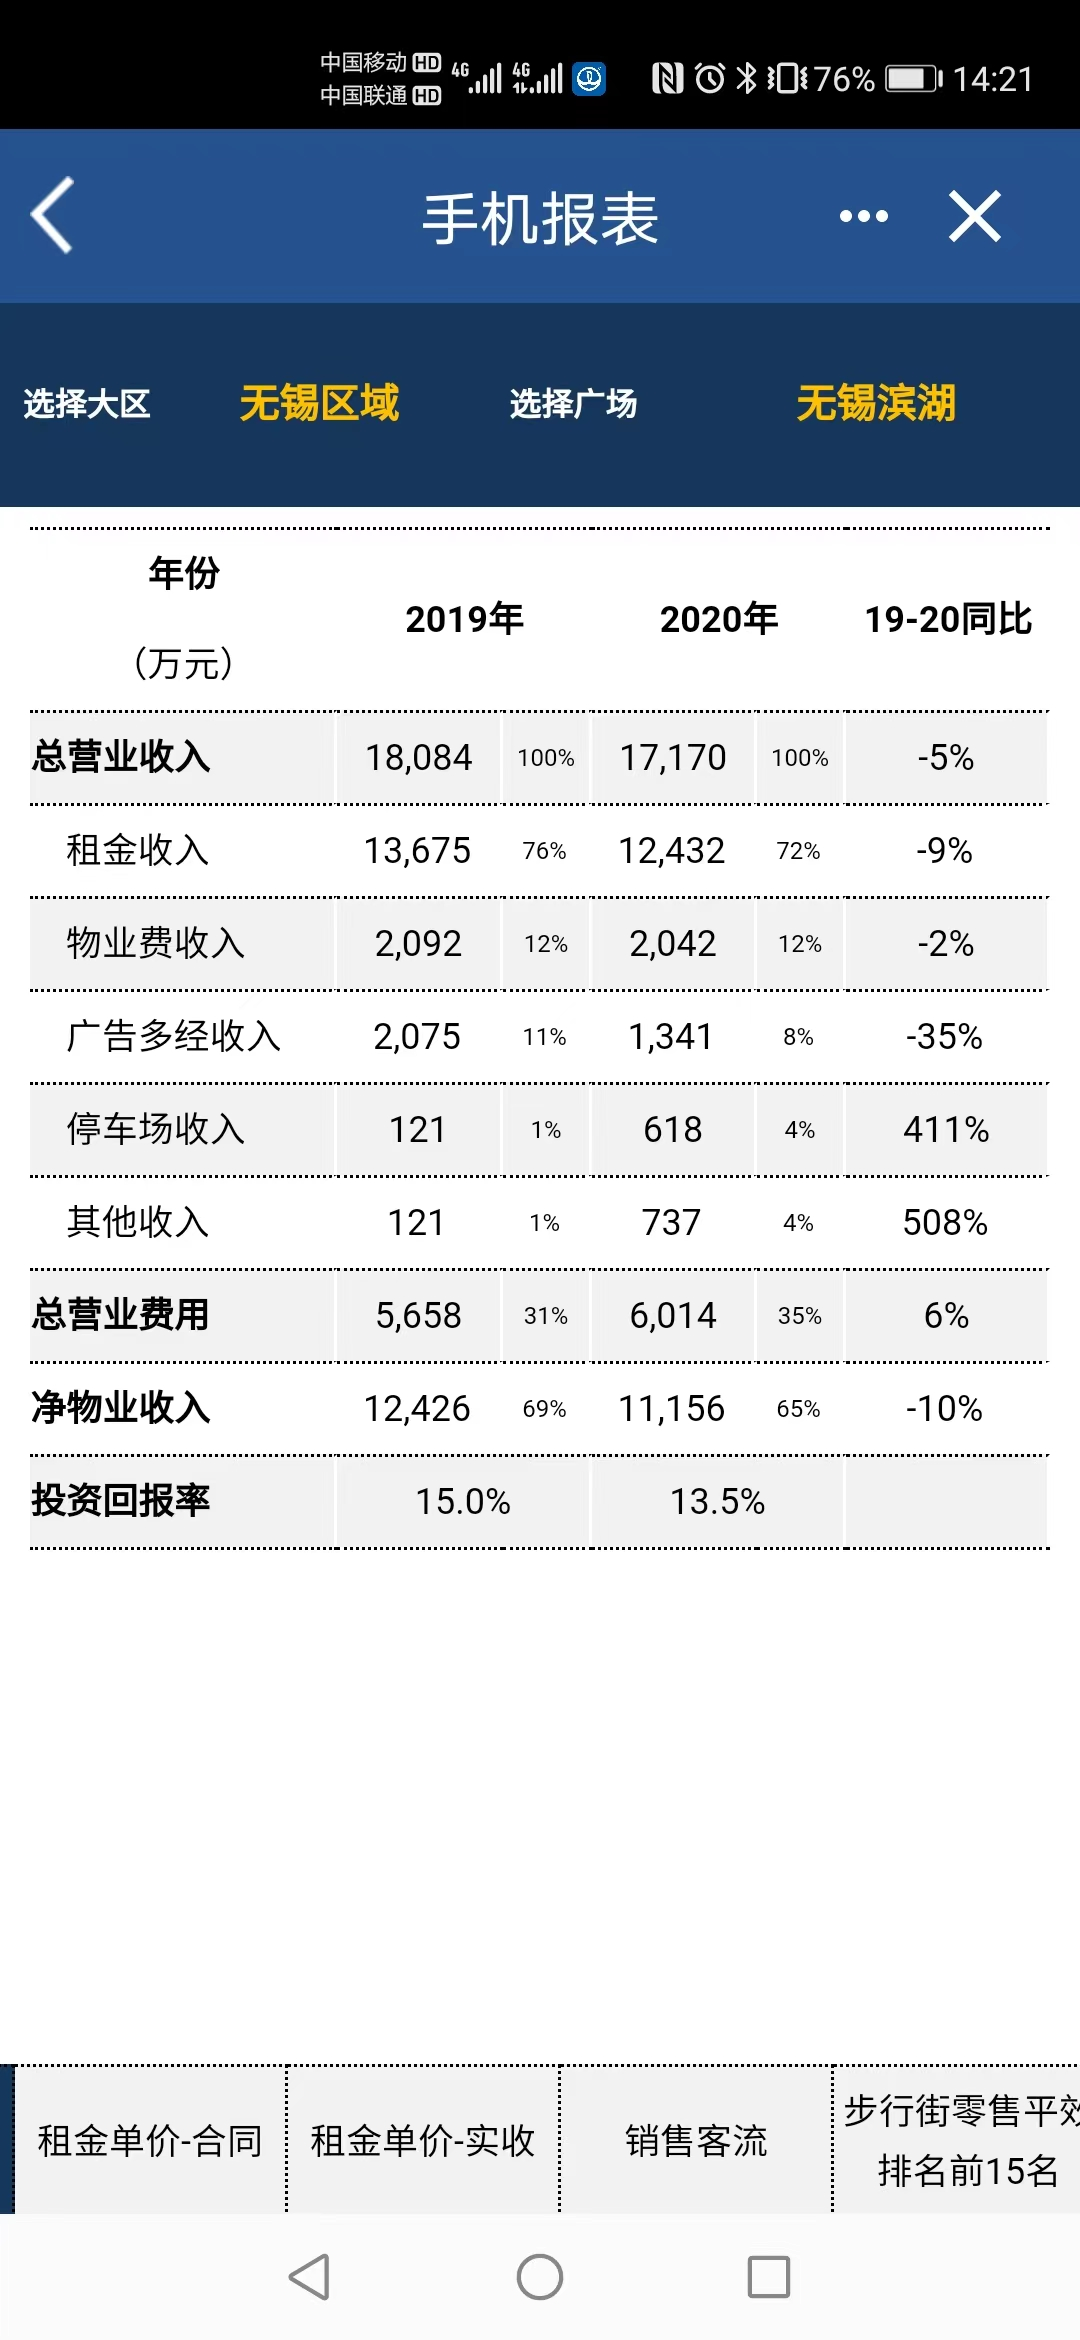 中国移动 HD 4G 4G 76% 14:21
中国联通 HD
手机报表
选择大区 无锡区域 选择广场 无锡滨湖
年份
（万元） 2019年 2020年 19-20同比
总营业收入 18,084 100% 17,170 100% -5%
租金收入 13,675 76% 12,432 72% -9%
物业费收入 2,092 12% 2,042 12% -2%
广告多经收入 2,075 11% 1,341 8% -35%
停车场收入 121 1% 618 4% 411%
其他收入 121 1% 737 4% 508%
总营业费用 5,658 31% 6,014 35% 6%
净物业收入 12,426 69% 11,156 65% -10%
投资回报率 15.0% 13.5%
租金单价-合同 租金单价-实收 销售客流 步行街零售平效
排名前15名